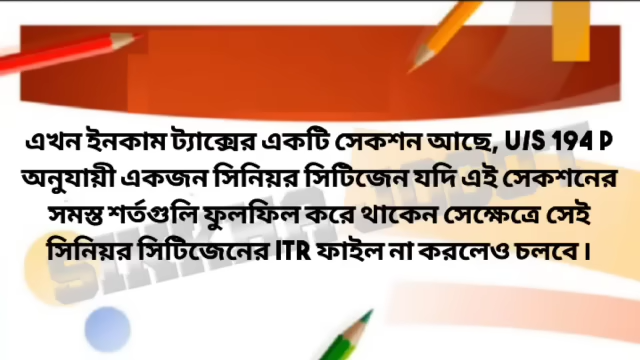 এখন ইনকাম ট্যাক্সের একটি সেকশন আছে, U/S 194 P
অনুযায়ী একজন সিনিয়র সিটিজেন যদি এই সেকশনের
সমস্ত শর্তগুলি ফুলফিল করে থাকেন সেক্ষেত্রে সেই
সিনিয়র সিটিজেনের ITR ফাইল না করলেও চলবে।